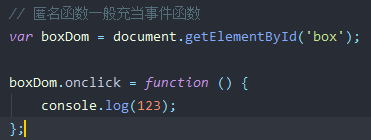 // 匿名函数一般充当事件函数
var boxDom = document.getElementById('box');
boxDom.onclick = function () {
console.log(123);
};